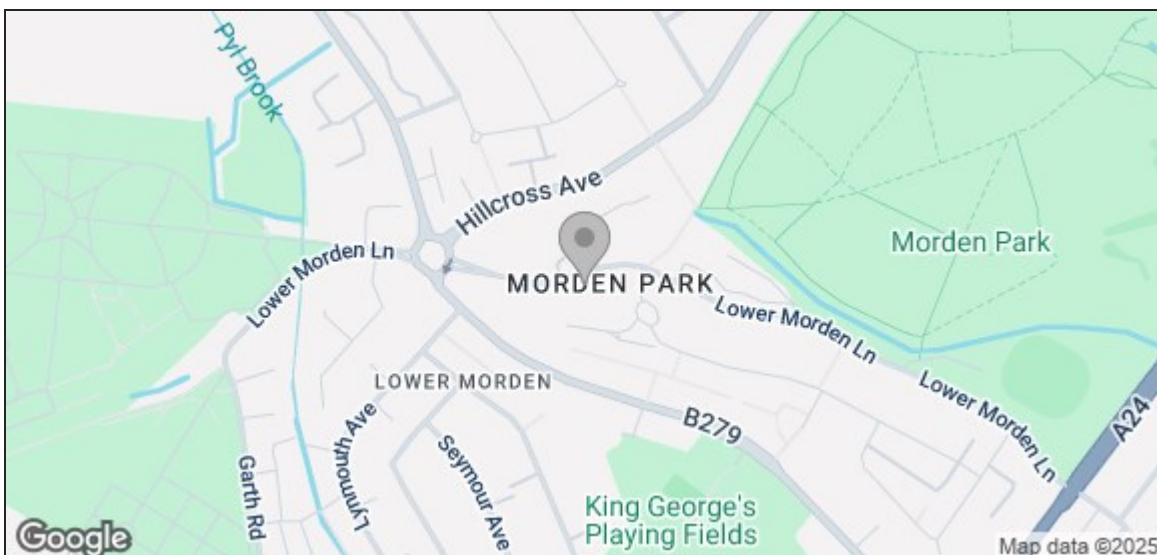 Pyl Brook
Hillcross Ave
Morden Park
Lower Morden Ln
MORDEN PARK
Lower Morden Ln
LOWER MORDEN
Lower Morden Ln
A24
B279
Lynmouth Ave
Seymour Ave
Garth Rd
King George's
Playing Fields
Google
Map data ©2025